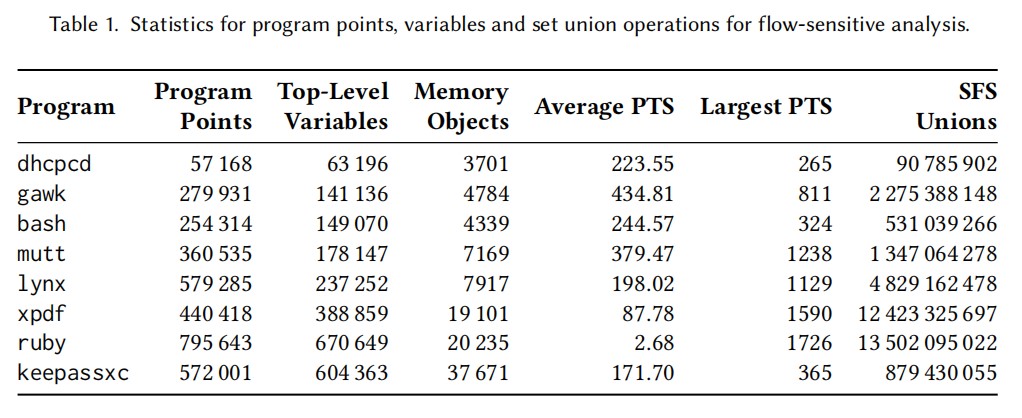 Table 1. Statistics for program points, variables and set union operations for flow-sensitive analysis.
Program Program Points Top-Level Variables Memory Objects Average PTS Largest PTS SFS Unions
dhcpcd 57 168 63 196 3701 223.55 265 90 785 902
gawk 279 931 141 136 4784 434.81 811 2 275 388 148
bash 254 314 149 070 4339 244.57 324 531 039 266
mutt 360 535 178 147 7169 379.47 1238 1 347 064 278
lynx 579 285 237 252 7917 198.02 1129 4 829 162 478
xpdf 440 418 388 859 19 101 87.78 1590 12 423 325 697
ruby 795 643 670 649 20 235 2.68 1726 13 502 095 022
keepassxc 572 001 604 363 37 671 171.70 365 879 430 055